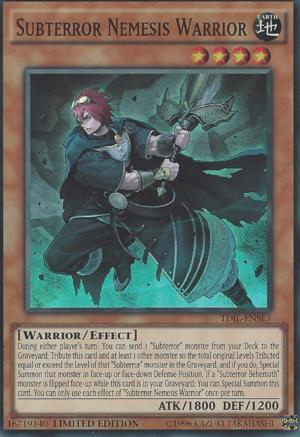 SUBTERROR NEMESIS WARRIOR
EARTH
地
TDIL-ENSE3
[WARRIOR/EFFECT]
During either player's turn: You can send 1 "Subterror" monster from your Deck to the
Graveyard; Tribute this card and at least 1 other monster so the total original Levels Tributed
equal or exceed the Level of that "Subterror" monster in the Graveyard, and if you do, Special
Summon that monster in face-up or face-down Defense Position. If a "Subterror Behemoth"
monster is flipped face-up while this card is in your Graveyard: You can Special Summon this
card. You can only use each effect of "Subterror Nemesis Warrior" once per turn.
ATK/1800 DEF/1200
16719140 LIMITED EDITION ©1996 KAZUKI TAKAHASHI